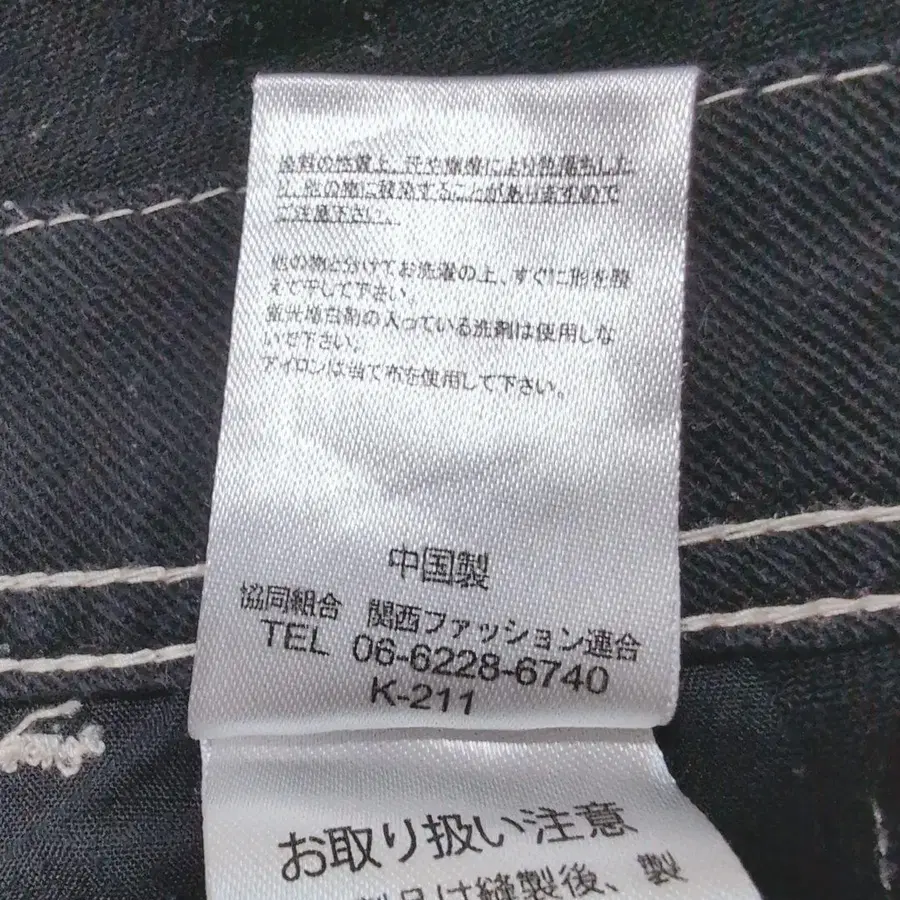 染料の性質上、汗や摩擦により色落ちした
り、他の物に移染することがありますので
ご注意下さい。
他の物と分けてお洗濯の上、すぐに形を整
えて干して下さい。
蛍光増白剤の入っている洗剤は使用しな
いで下さい。
アイロンは当て布を使用して下さい。
中国製
協同組合 関西ファッション連合
TEL 06-6228-6740
K-211
お取り扱い注意
品は縫製後、製